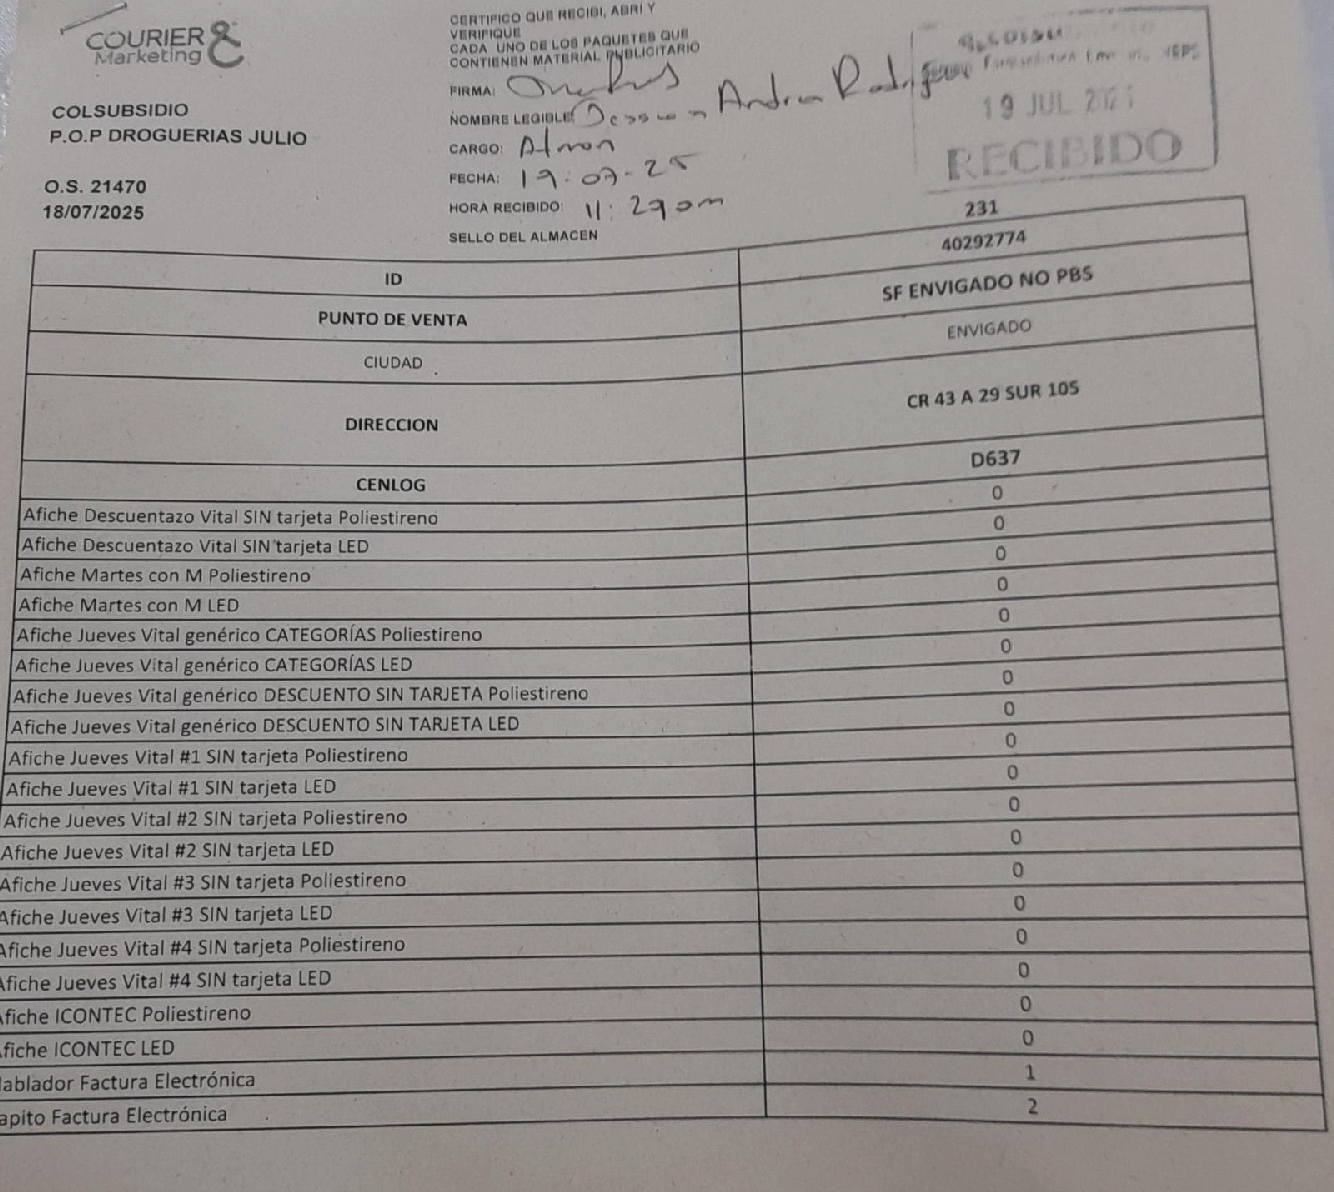 COURIER &
Marketing
COLSUBSIDIO
P.O.P DROGUERIAS JULIO
O.S. 21470
18/07/2025
CERTIFICO QUE RECIBI, ABRI Y
VERIFIQUE
CADA UNO DE LOS PAQUETES QUE
CONTIENEN MATERIAL PUBLICITARIO
FIRMA:
NOMBRE LEGIBLE: Andrea
CARGO:
FECHA: 19-07-25
HORA RECIBIDO: 11:29am
SELLO DEL ALMACEN
19 JUL
RECIBIDO
231
ID 40292774
PUNTO DE VENTA SF ENVIGADO NO PBS
CIUDAD ENVIGADO
DIRECCION CR 43 A 29 SUR 105
CENLOG D637
Afiche Descuentazo Vital SIN tarjeta Poliestireno 0
Afiche Descuentazo Vital SIN tarjeta LED 0
Afiche Martes con M Poliestireno 0
Afiche Martes con M LED 0
Afiche Jueves Vital genérico CATEGORÍAS Poliestireno 0
Afiche Jueves Vital genérico CATEGORÍAS LED 0
Afiche Jueves Vital genérico DESCUENTO SIN TARJETA Poliestireno 0
Afiche Jueves Vital genérico DESCUENTO SIN TARJETA LED 0
Afiche Jueves Vital #1 SIN tarjeta Poliestireno 0
Afiche Jueves Vital #1 SIN tarjeta LED 0
Afiche Jueves Vital #2 SIN tarjeta Poliestireno 0
Afiche Jueves Vital #2 SIN tarjeta LED 0
Afiche Jueves Vital #3 SIN tarjeta Poliestireno 0
Afiche Jueves Vital #3 SIN tarjeta LED 0
Afiche Jueves Vital #4 SIN tarjeta Poliestireno 0
Afiche Jueves Vital #4 SIN tarjeta LED 0
Afiche ICONTEC Poliestireno 0
fiche ICONTEC LED 0
ablador Factura Electrónica 1
apito Factura Electrónica 2